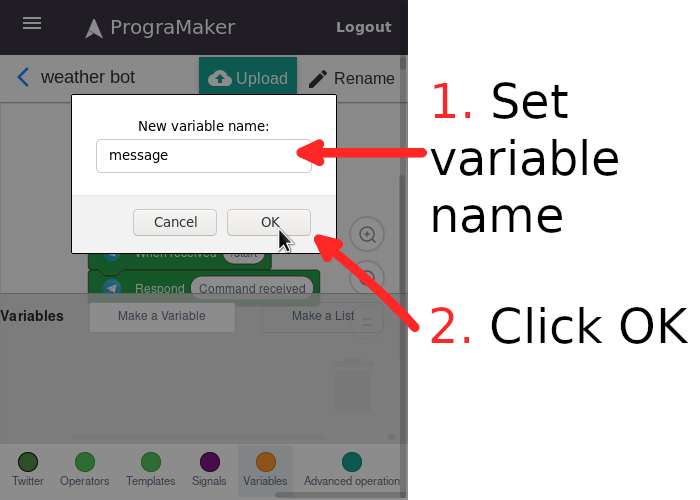 PrograMaker
Logout
weather bot
Upload
Rename
New variable name:
message
Cancel
OK
When received /start
Respond Command received
Variables
Make a Variable
Make a List
Twitter
Operators
Templates
Signals
Variables
Advanced operation
1. Set
variable
name
2. Click OK